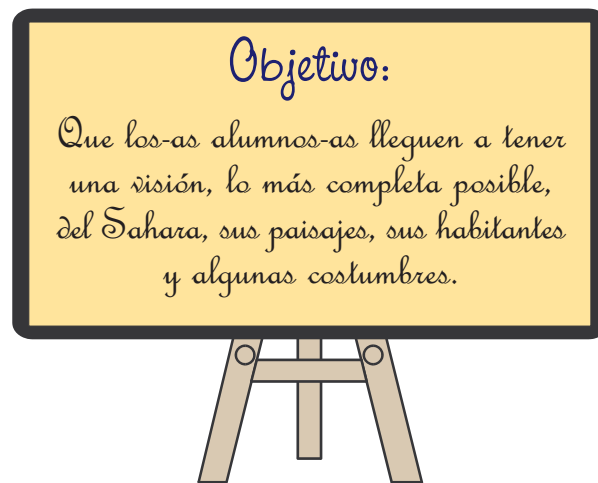 Objetivo:
Que los-as alumnos-as lleguen a tener
una visión, lo más completa posible,
del Sahara, sus paisajes, sus habitantes
y algunas costumbres.